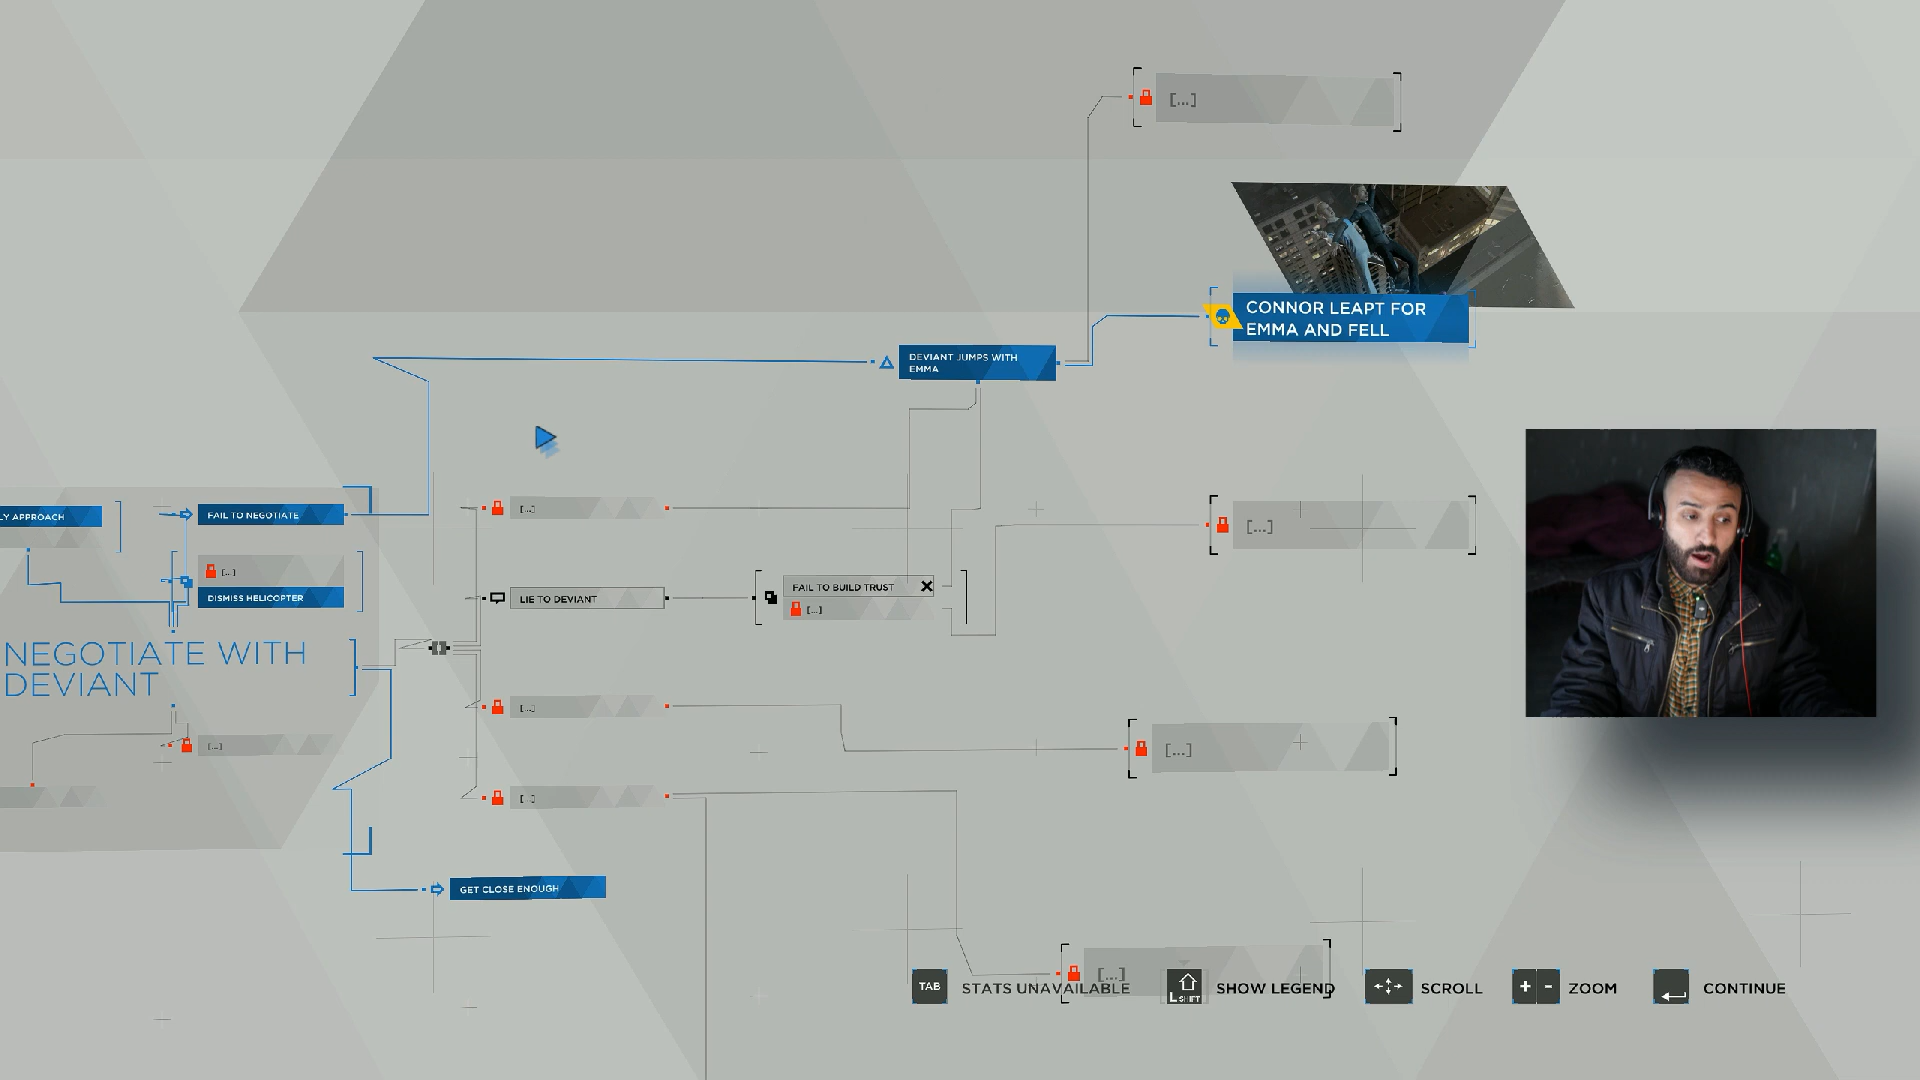 [...]
CONNOR LEAPT FOR
EMMA AND FELL
DEVIANT JUMPS WITH
EMMA
LY APPROACH
FAIL TO NEGOTIATE
[...]
[...]
[...]
DISMISS HELICOPTER
LIE TO DEVIANT
FAIL TO BUILD TRUST
[...]
NEGOTIATE WITH
DEVIANT
[...]
[...]
[...]
[...]
GET CLOSE ENOUGH
[...]
TAB
STATS UNAVAILABLE
L SHIFT
SHOW LEGEND
SCROLL
+ -
ZOOM
CONTINUE